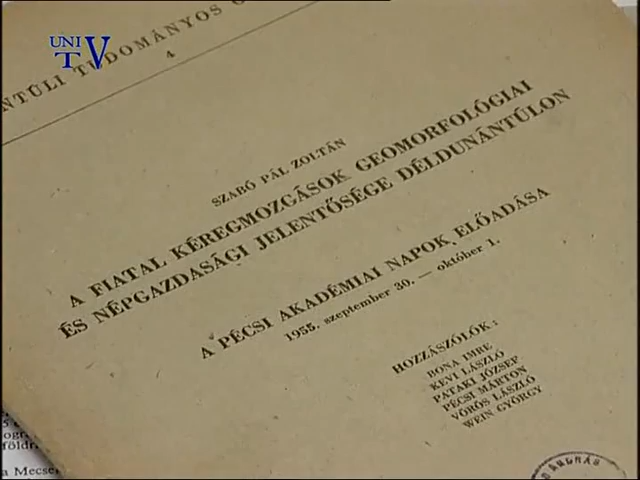 UNI
TV
NTÚLI TUDOMÁNYOS
4
SZABÓ PÁL ZOLTÁN
A FIATAL KÉREGMOZGÁSOK GEOMORFOLÓGIAI
ÉS NÉPGAZDASÁGI JELENTŐSÉGE DÉLDUNÁNTÚLON
A PÉCSI AKADÉMIAI NAPOK ELŐADÁSA
1955. szeptember 30. — október 1.
HOZZÁSZÓLÓK:
BONA IMRE
KEVI LÁSZLÓ
PATAKI JÓZSEF
PÉCSI MÁRTON
VÖRÖS LÁSZLÓ
WEIN GYÖRGY
a Mecse